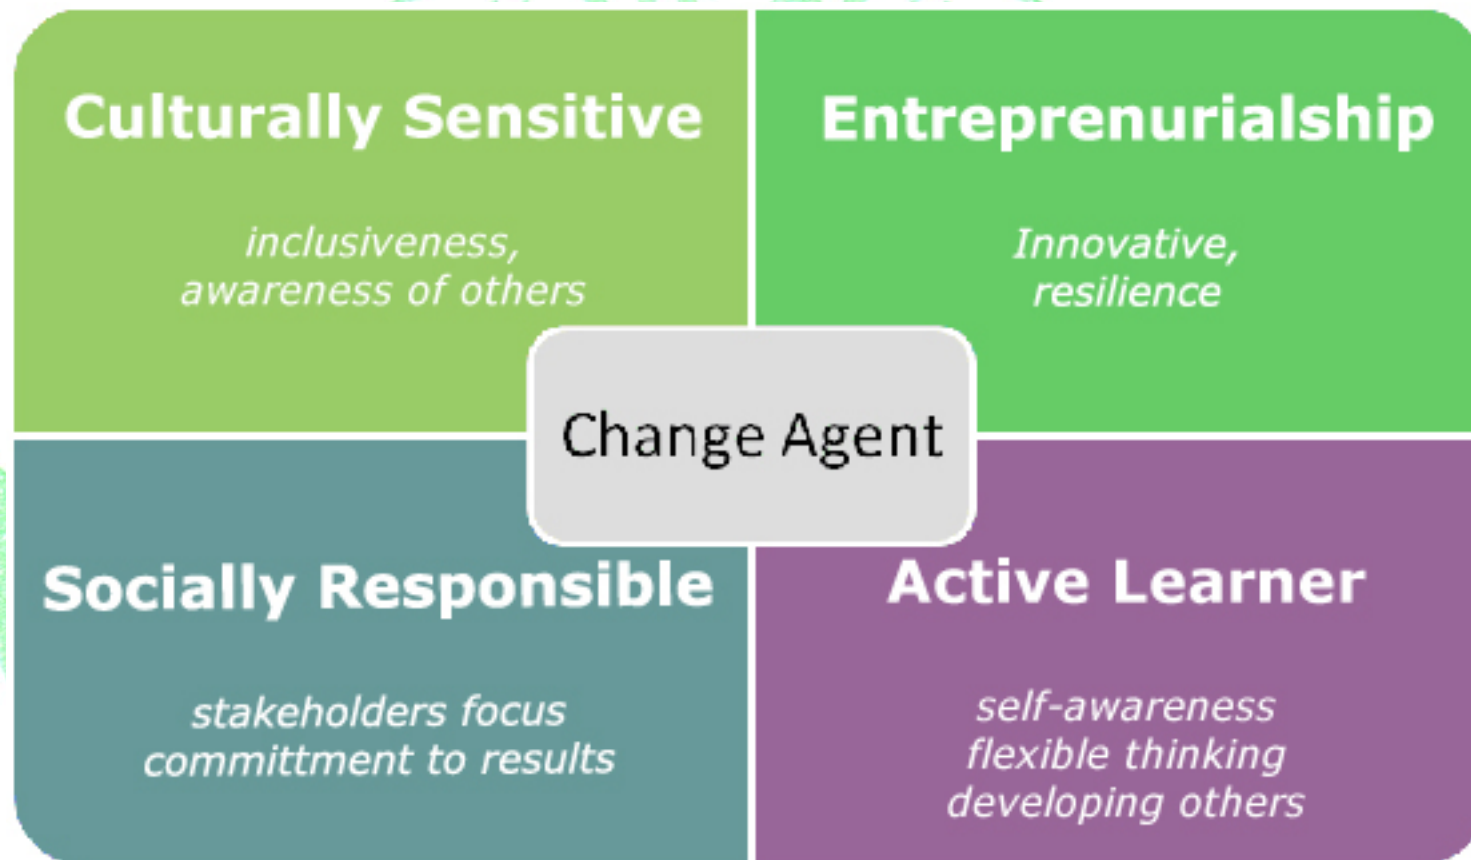 Culturally Sensitive
inclusiveness,
awareness of others
Entreprenurialship
Innovative,
resilience
Change Agent
Socially Responsible
stakeholders focus
committment to results
Active Learner
self-awareness
flexible thinking
developing others